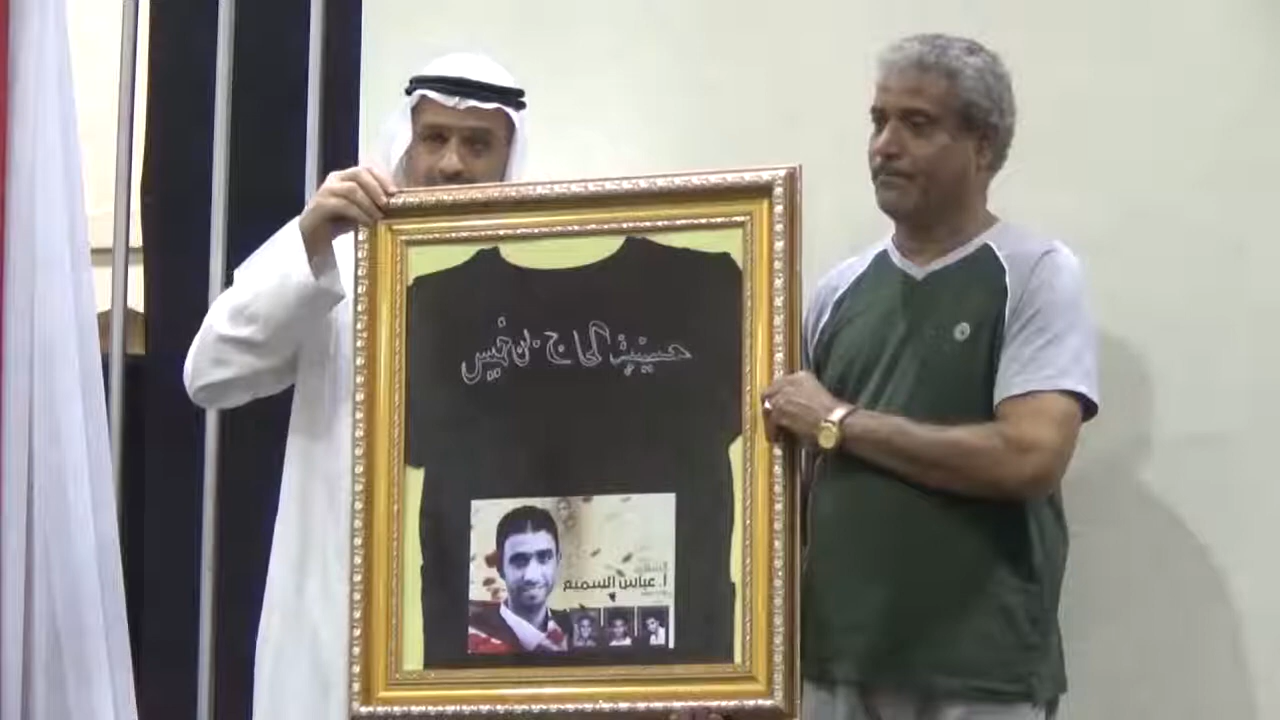 حسينية الحاج بن خميس
الشهيد
أ. عباس السميع